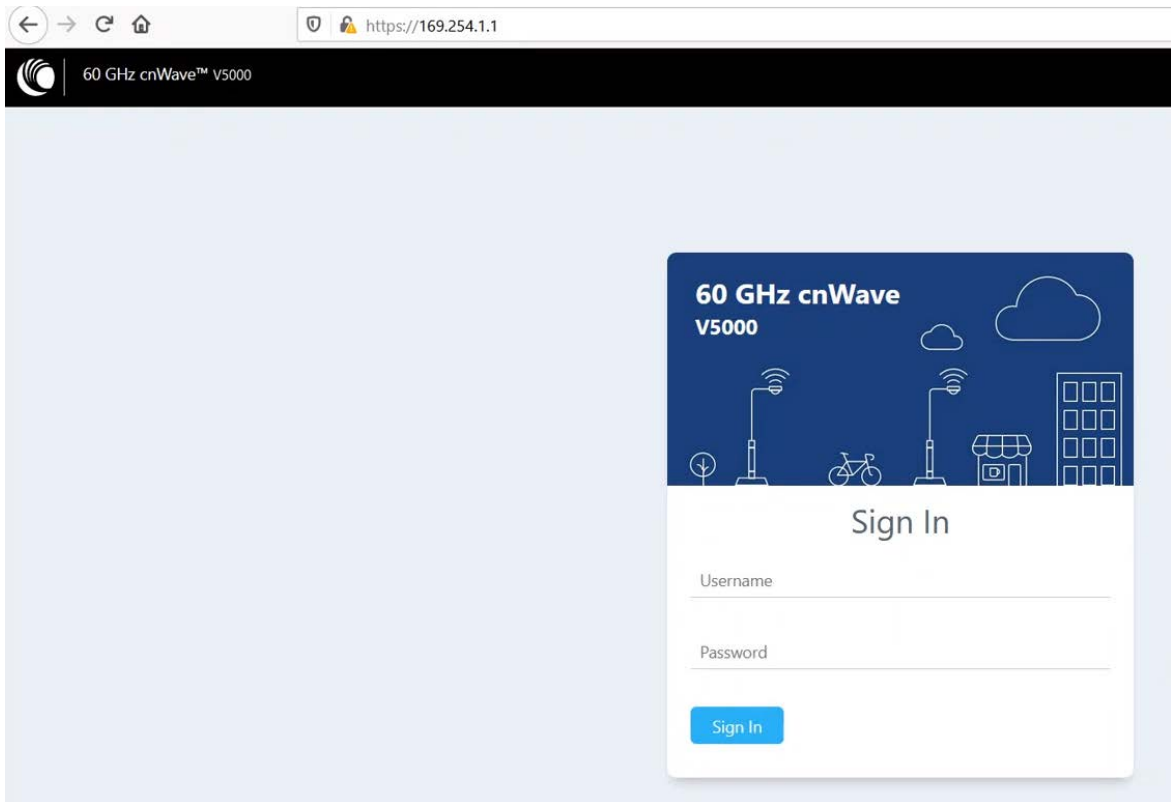 https://169.254.1.1
60 GHz cnWave™ V5000
60 GHz cnWave
V5000
Sign In
Username
Password
Sign In